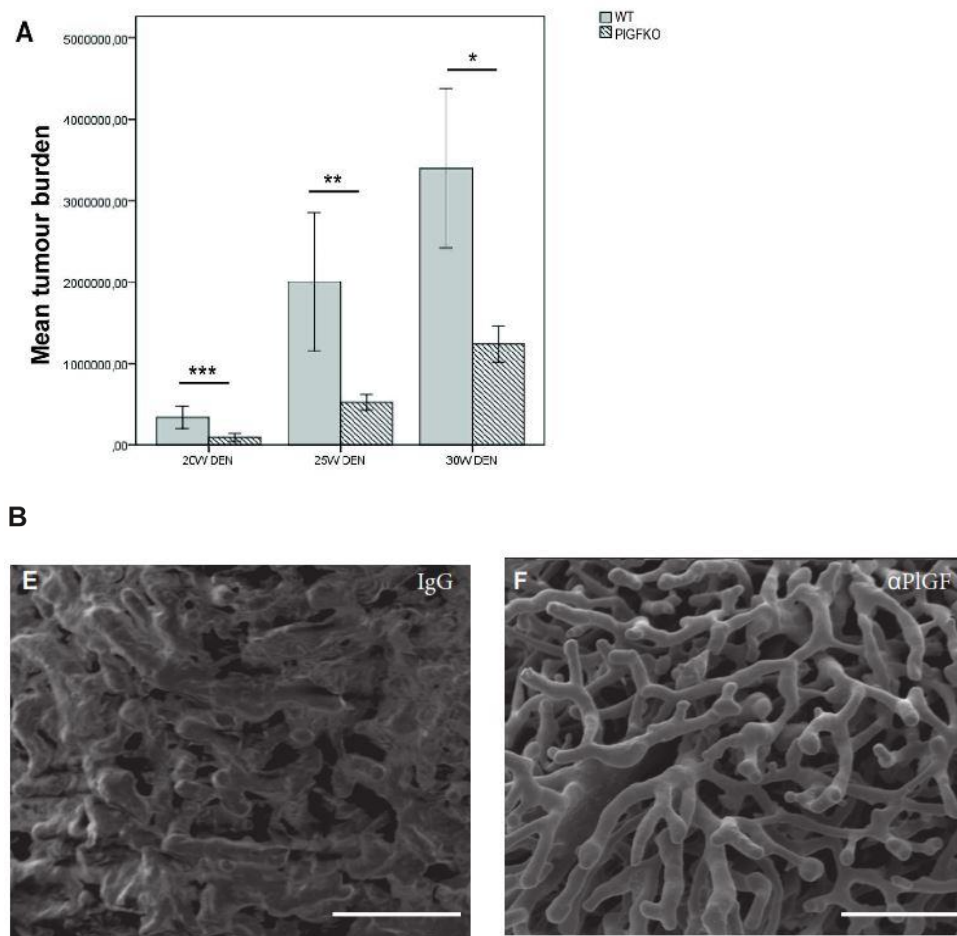 A
WT
PlGFKO
Mean tumour burden
5000000,00
4000000,00
3000000,00
2000000,00
1000000,00
,00
***
**
*
20W DEN
25W DEN
30W DEN
B
E
IgG
F
αPlGF